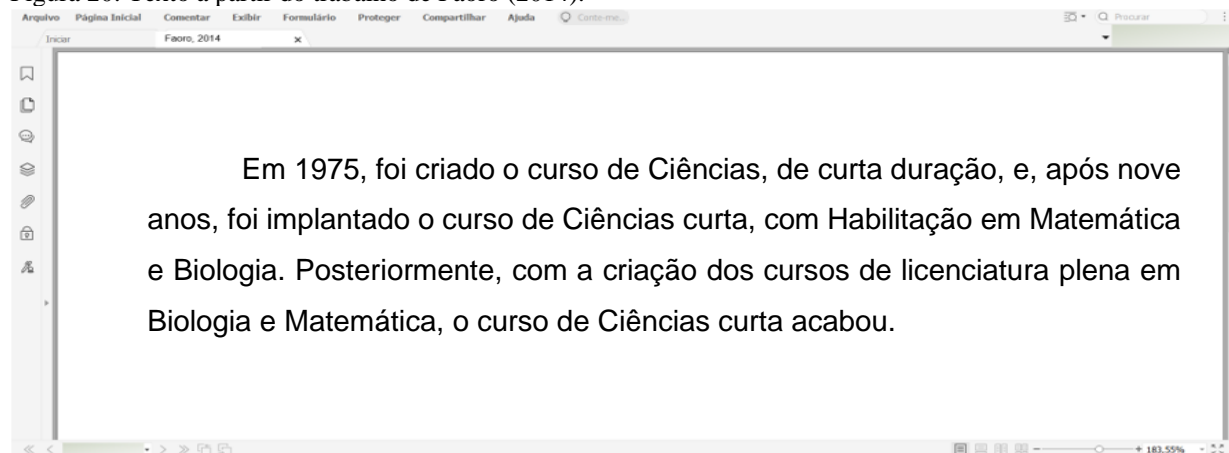 Figura 20. Texto a partir do trabalho de Faoro (2014).
Arquivo Página Inicial Comentar Exibir Formulário Proteger Compartilhar Ajuda Conte-me... Procurar
Iniciar Faoro, 2014
Em 1975, foi criado o curso de Ciências, de curta duração, e, após nove
anos, foi implantado o curso de Ciências curta, com Habilitação em Matemática
e Biologia. Posteriormente, com a criação dos cursos de licenciatura plena em
Biologia e Matemática, o curso de Ciências curta acabou.
183,55%